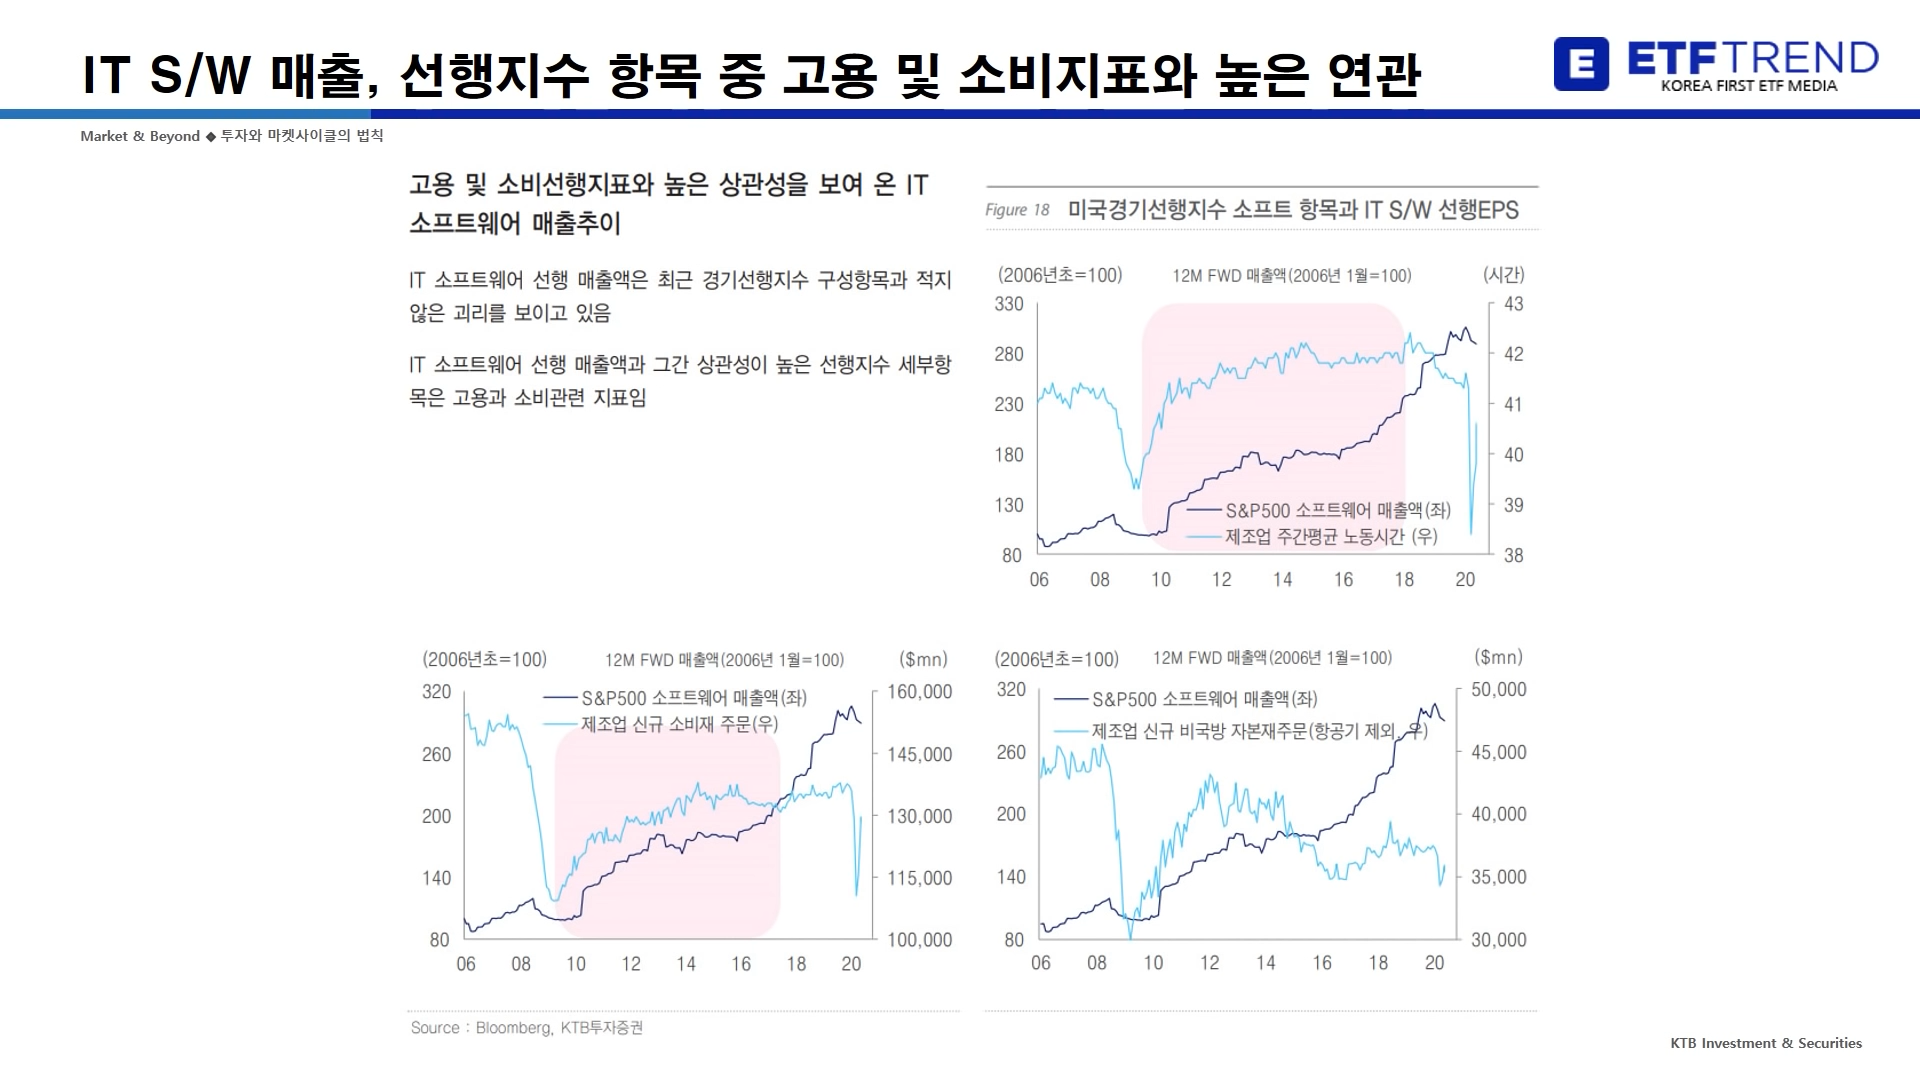 IT S/W 매출, 선행지수 항목 중 고용 및 소비지표와 높은 연관
E ETFTREND
KOREA FIRST ETF MEDIA
Market & Beyond ◆ 투자와 마켓사이클의 법칙
고용 및 소비선행지표와 높은 상관성을 보여 온 IT
소프트웨어 매출추이
IT 소프트웨어 선행 매출액은 최근 경기선행지수 구성항목과 적지
않은 괴리를 보이고 있음
IT 소프트웨어 선행 매출액과 그간 상관성이 높은 선행지수 세부항
목은 고용과 소비관련 지표임
Figure 18 미국경기선행지수 소프트 항목과 IT S/W 선행EPS
(2006년초=100) 12M FWD 매출액(2006년 1월=100) (시간)
330 43
280 42
230 41
180 40
130 39
80 38
S&P500 소프트웨어 매출액(좌)
제조업 주간평균 노동시간 (우)
06 08 10 12 14 16 18 20
(2006년초=100) 12M FWD 매출액(2006년 1월=100) ($mn)
320 160,000
260 145,000
200 130,000
140 115,000
80 100,000
S&P500 소프트웨어 매출액(좌)
제조업 신규 소비재 주문(우)
06 08 10 12 14 16 18 20
(2006년초=100) 12M FWD 매출액(2006년 1월=100) ($mn)
320 50,000
260 45,000
200 40,000
140 35,000
80 30,000
S&P500 소프트웨어 매출액(좌)
제조업 신규 비국방 자본재주문(항공기 제외, 우)
06 08 10 12 14 16 18 20
Source : Bloomberg, KTB투자증권
KTB Investment & Securities